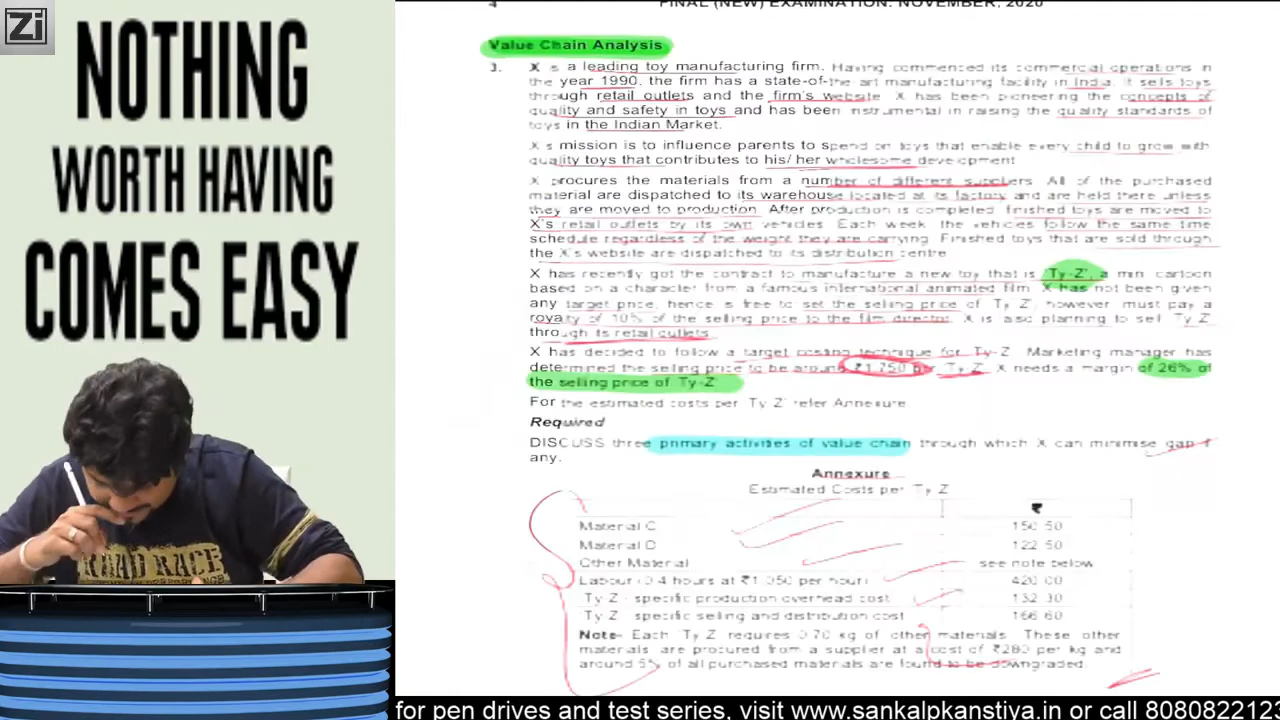 Zi
NOTHING
WORTH HAVING
COMES EASY
ROAD RACE
4
FINAL (NEW) EXAMINATION: NOVEMBER, 2020
Value Chain Analysis
3. X is a leading toy manufacturing firm. Having commenced its commercial operations in
the year 1990, the firm has a state-of-the art manufacturing facility in India. It sells toys
through retail outlets and the firm's website. X has been pioneering the concepts of
quality and safety in toys and has been instrumental in raising the quality standards of
toys in the Indian Market.
X's mission is to influence parents to spend on toys that enable every child to grow with
quality toys that contributes to his/ her wholesome development.
X procures the materials from a number of different suppliers. All of the purchased
material are dispatched to its warehouse located at its factory and are held there unless
they are moved to production. After production is completed, finished toys are moved to
X's retail outlets by its own vehicles. Each week, the vehicles follow the same time
schedule regardless of the weight they are carrying. Finished toys that are sold through
the X's website are dispatched to its distribution centre.
X has recently got the contract to manufacture a new toy that is 'Ty-Z', a mini cartoon
based on a character from a famous international animated film. X has not been given
any target price, hence is free to set the selling price of 'Ty Z', however must pay a
royalty of 10% of the selling price to the film director. X is also planning to sell 'Ty Z'
through its retail outlets.
X has decided to follow a target costing technique for Ty-Z. Marketing manager has
determined the selling price to be around ₹1,750 per 'Ty Z'. X needs a margin of 26% of
the selling price of Ty-Z.
For the estimated costs per 'Ty Z' refer Annexure.
Required
DISCUSS three primary activities of value chain through which X can minimise gap if
any.
Annexure
Estimated Costs per 'Ty Z'
₹
Material C 150.50
Material D 122.50
Other Material see note below
Labour (0.4 hours at ₹1,050 per hour) 420.00
'Ty Z' - specific production overhead cost 132.30
'Ty Z' - specific selling and distribution cost 166.60
Note- Each 'Ty Z' requires 0.70 kg of other materials. These other
materials are procured from a supplier at a cost of ₹280 per kg and
around 5% of all purchased materials are found to be downgraded.
for pen drives and test series, visit www.sankalpkanstiya.in or call 8080822123